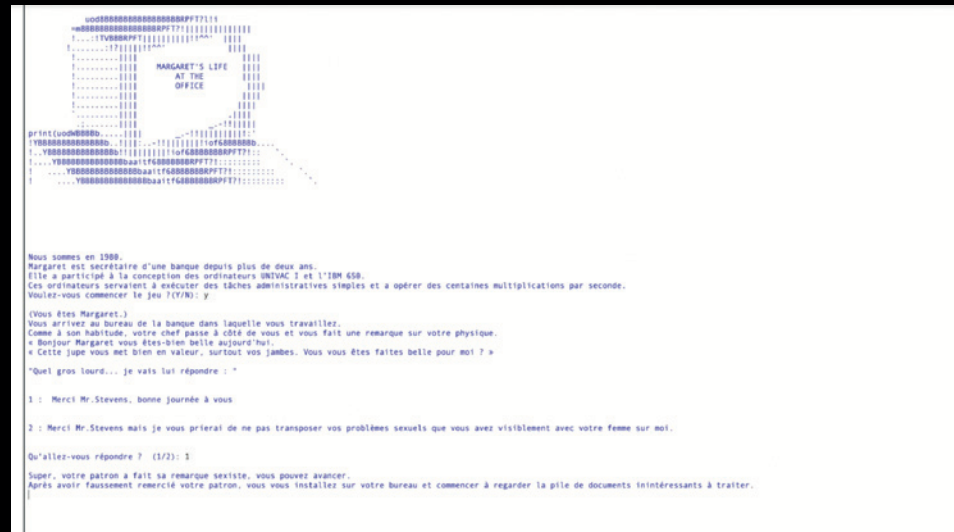 MARGARET'S LIFE
AT THE
OFFICE
Nous sommes en 1980.
Margaret est secrétaire d'une banque depuis plus de deux ans.
Elle a participé à la conception des ordinateurs UNIVAC I et l'IBM 650.
Ces ordinateurs servaient à exécuter des tâches administratives simples et a opérer des centaines multiplications par seconde.
Voulez-vous commencer le jeu ?(Y/N): y
(Vous êtes Margaret.)
Vous arrivez au bureau de la banque dans laquelle vous travaillez.
Comme à son habitude, votre chef passe à côté de vous et vous fait une remarque sur votre physique.
« Bonjour Margaret vous êtes-bien belle aujourd'hui.
« Cette jupe vous met bien en valeur, surtout vos jambes. Vous vous êtes faites belle pour moi ? »
"Quel gros lourd... je vais lui répondre : "
1 :  Merci Mr.Stevens, bonne journée à vous
2 : Merci Mr.Stevens mais je vous prierai de ne pas transposer vos problèmes sexuels que vous avez visiblement avec votre femme sur moi.
Qu'allez-vous répondre ?  (1/2): 1
Super, votre patron a fait sa remarque sexiste, vous pouvez avancer.
Après avoir faussement remercié votre patron, vous vous installez sur votre bureau et commencer à regarder la pile de documents inintéressants à traiter.